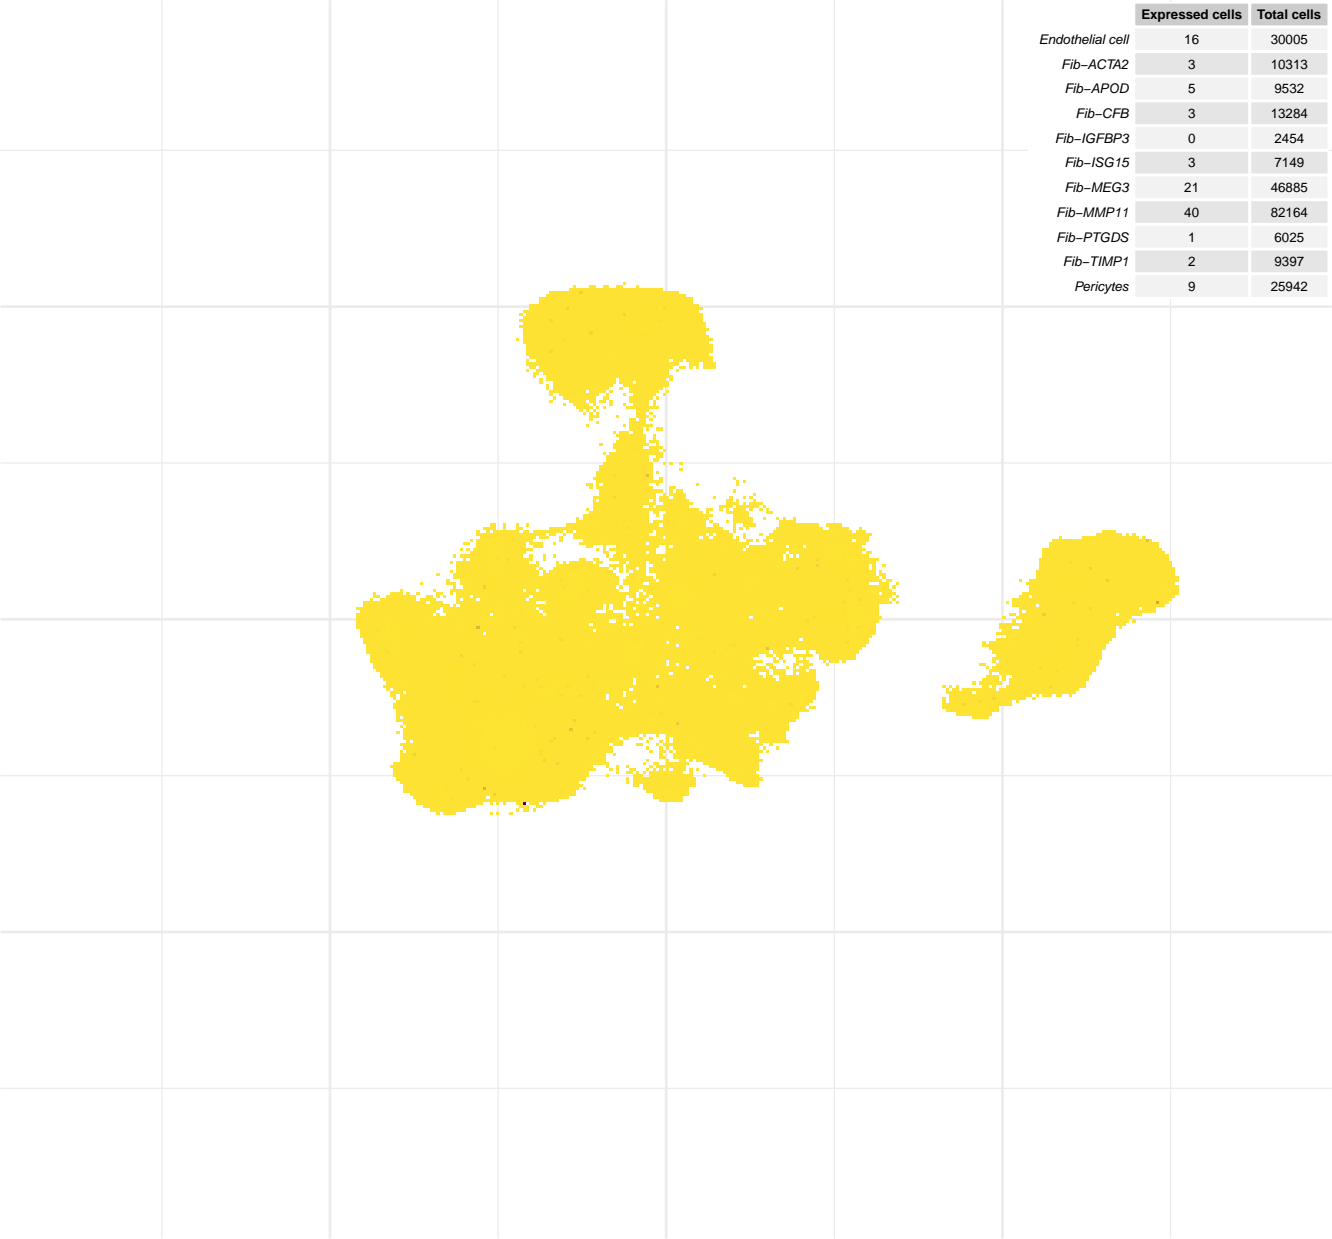 Expressed cells Total cells
Endothelial cell 16 30005
Fib−ACTA2 3 10313
Fib−APOD 5 9532
Fib−CFB 3 13284
Fib−IGFBP3 0 2454
Fib−ISG15 3 7149
Fib−MEG3 21 46885
Fib−MMP11 40 82164
Fib−PTGDS 1 6025
Fib−TIMP1 2 9397
Pericytes 9 25942